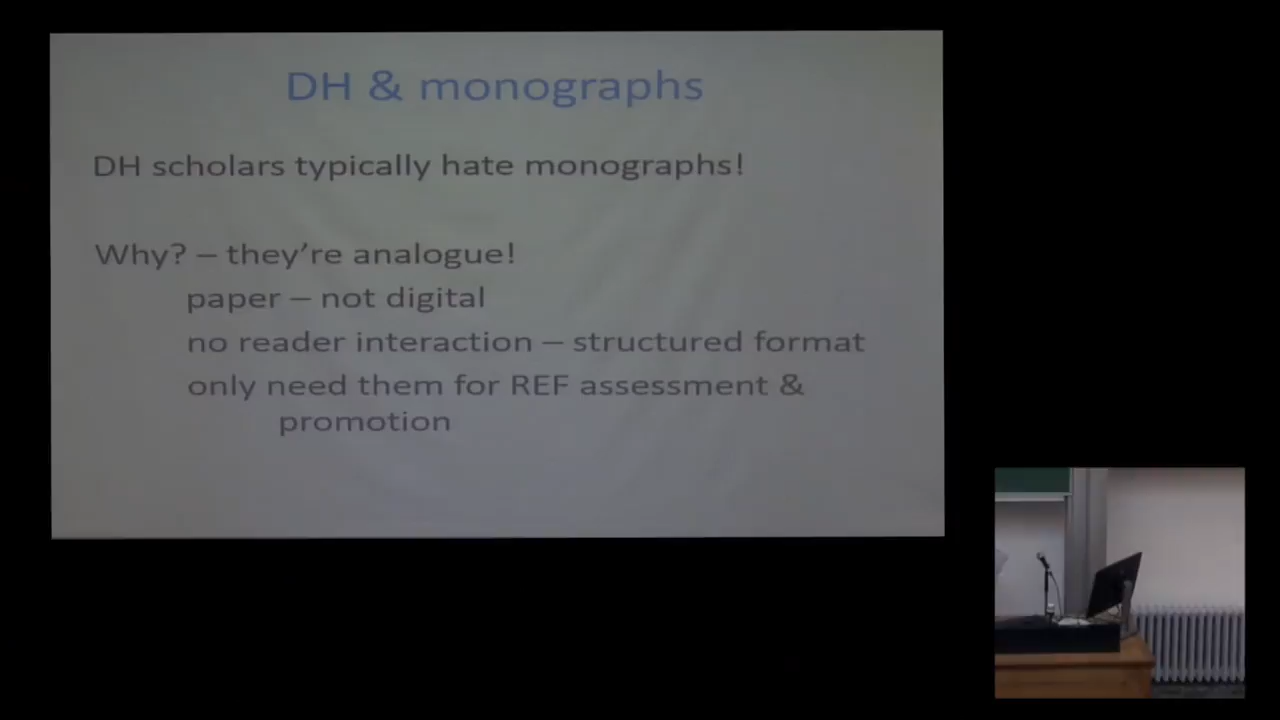 DH & monographs
DH scholars typically hate monographs!
Why? – they're analogue!
paper – not digital
no reader interaction – structured format
only need them for REF assessment &
promotion